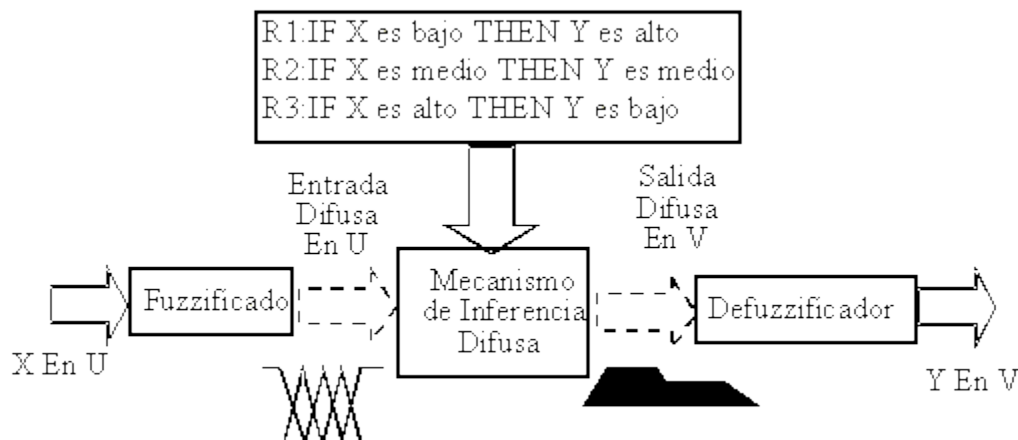 R1:IF X es bajo THEN Y es alto
R2:IF X es medio THEN Y es medio
R3:IF X es alto THEN Y es bajo
Entrada
Difusa
En U
Salida
Difusa
En V
Fuzzificado
Mecanismo
de Inferencia
Difusa
Defuzzificador
X En U
Y En V